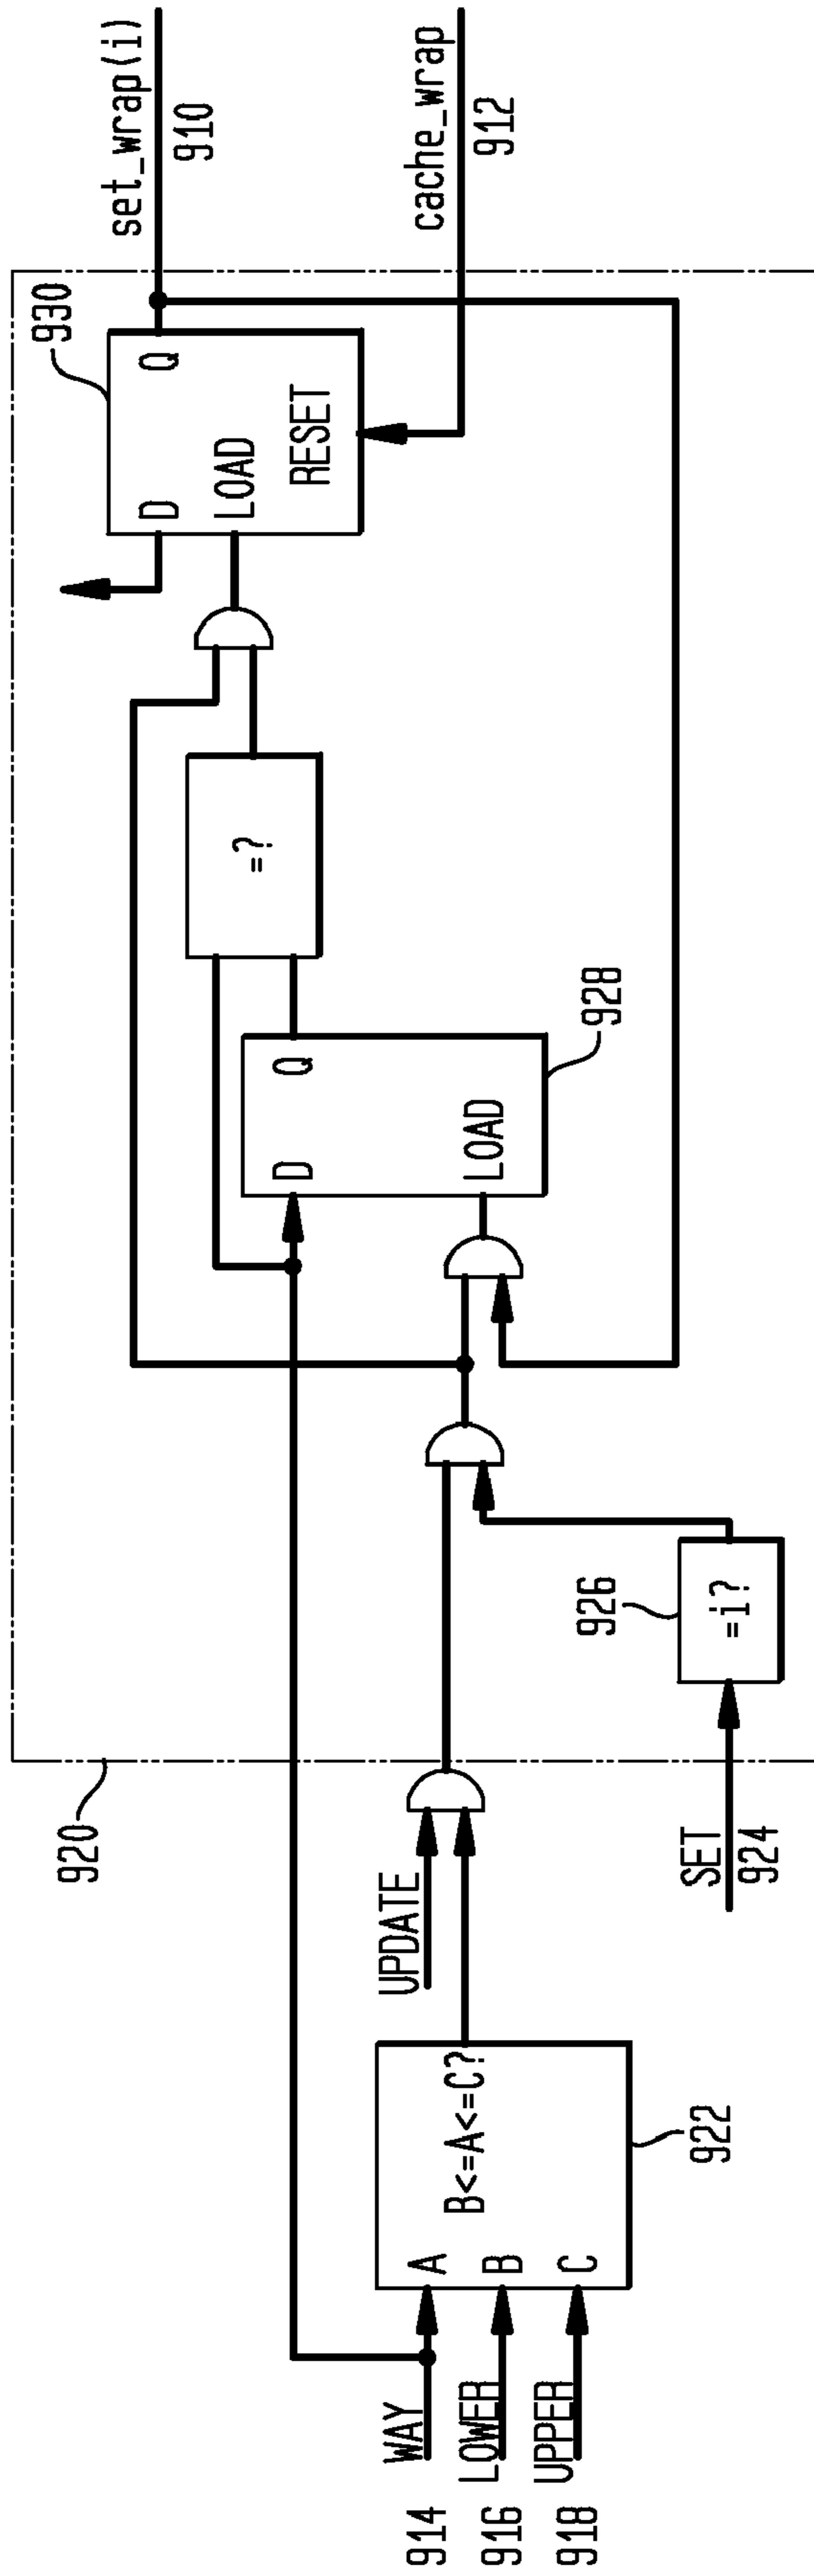 set_wrap(i)
910
cache_wrap
912
930
D
Q
LOAD
RESET
=?
D
Q
LOAD
928
=i?
926
920
SET
924
UPDATE
B<=A<=C?
A
B
C
922
WAY
914
LOWER
916
UPPER
918